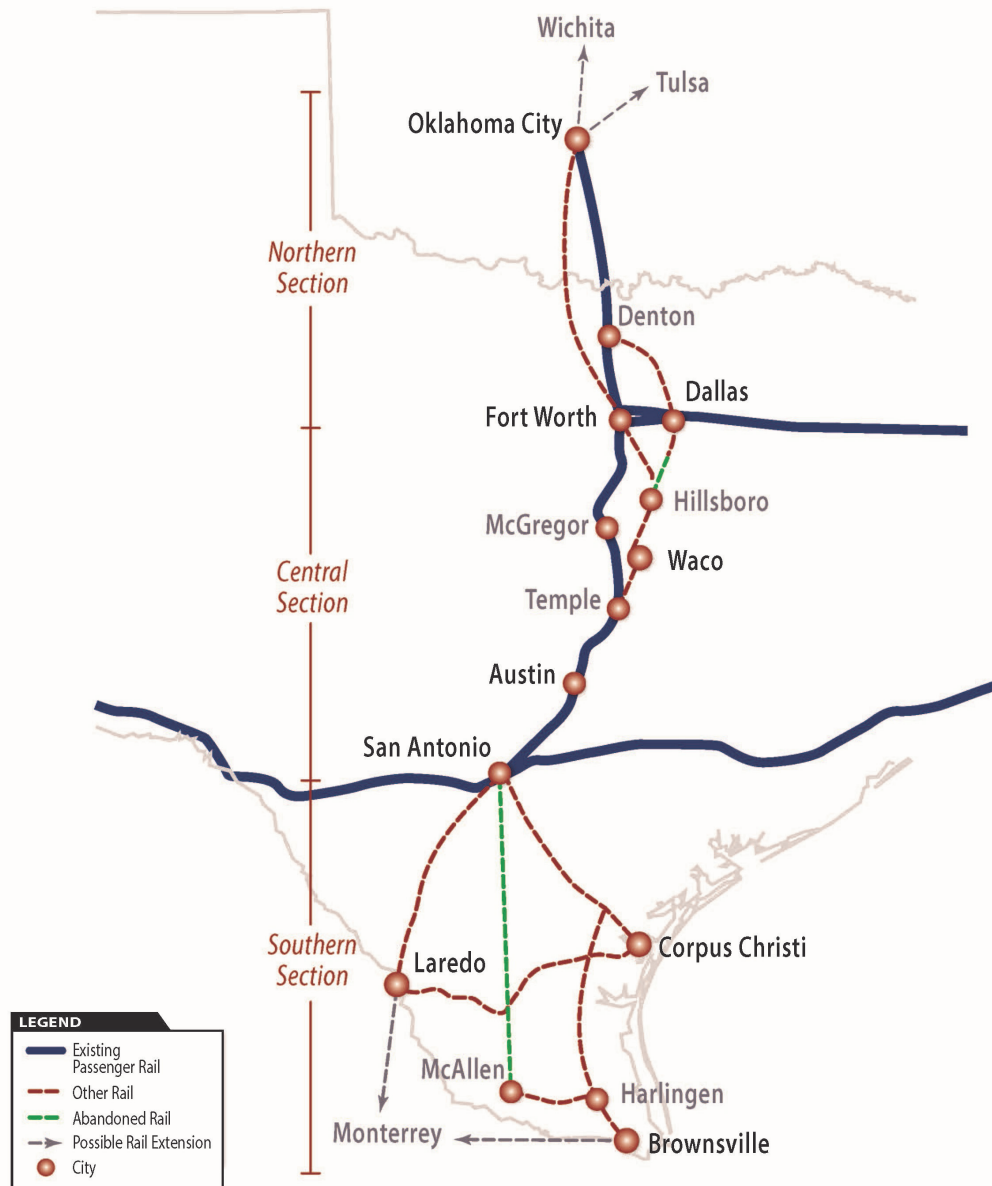 Wichita
Tulsa
Oklahoma City
Northern
Section
Denton
Dallas
Fort Worth
Hillsboro
McGregor
Waco
Central
Section
Temple
Austin
San Antonio
Southern
Section
Corpus Christi
Laredo
McAllen
Harlingen
Monterrey
Brownsville
LEGEND
Existing
Passenger Rail
Other Rail
Abandoned Rail
Possible Rail Extension
City